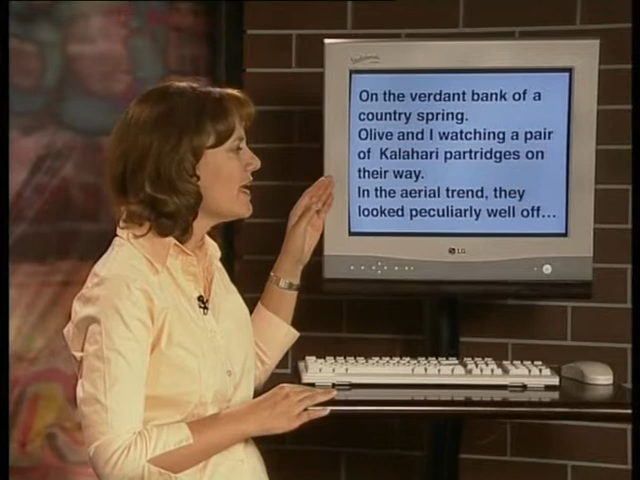 On the verdant bank of a
country spring.
Olive and I watching a pair
of Kalahari partridges on
their way.
In the aerial trend, they
looked peculiarly well off...
LG